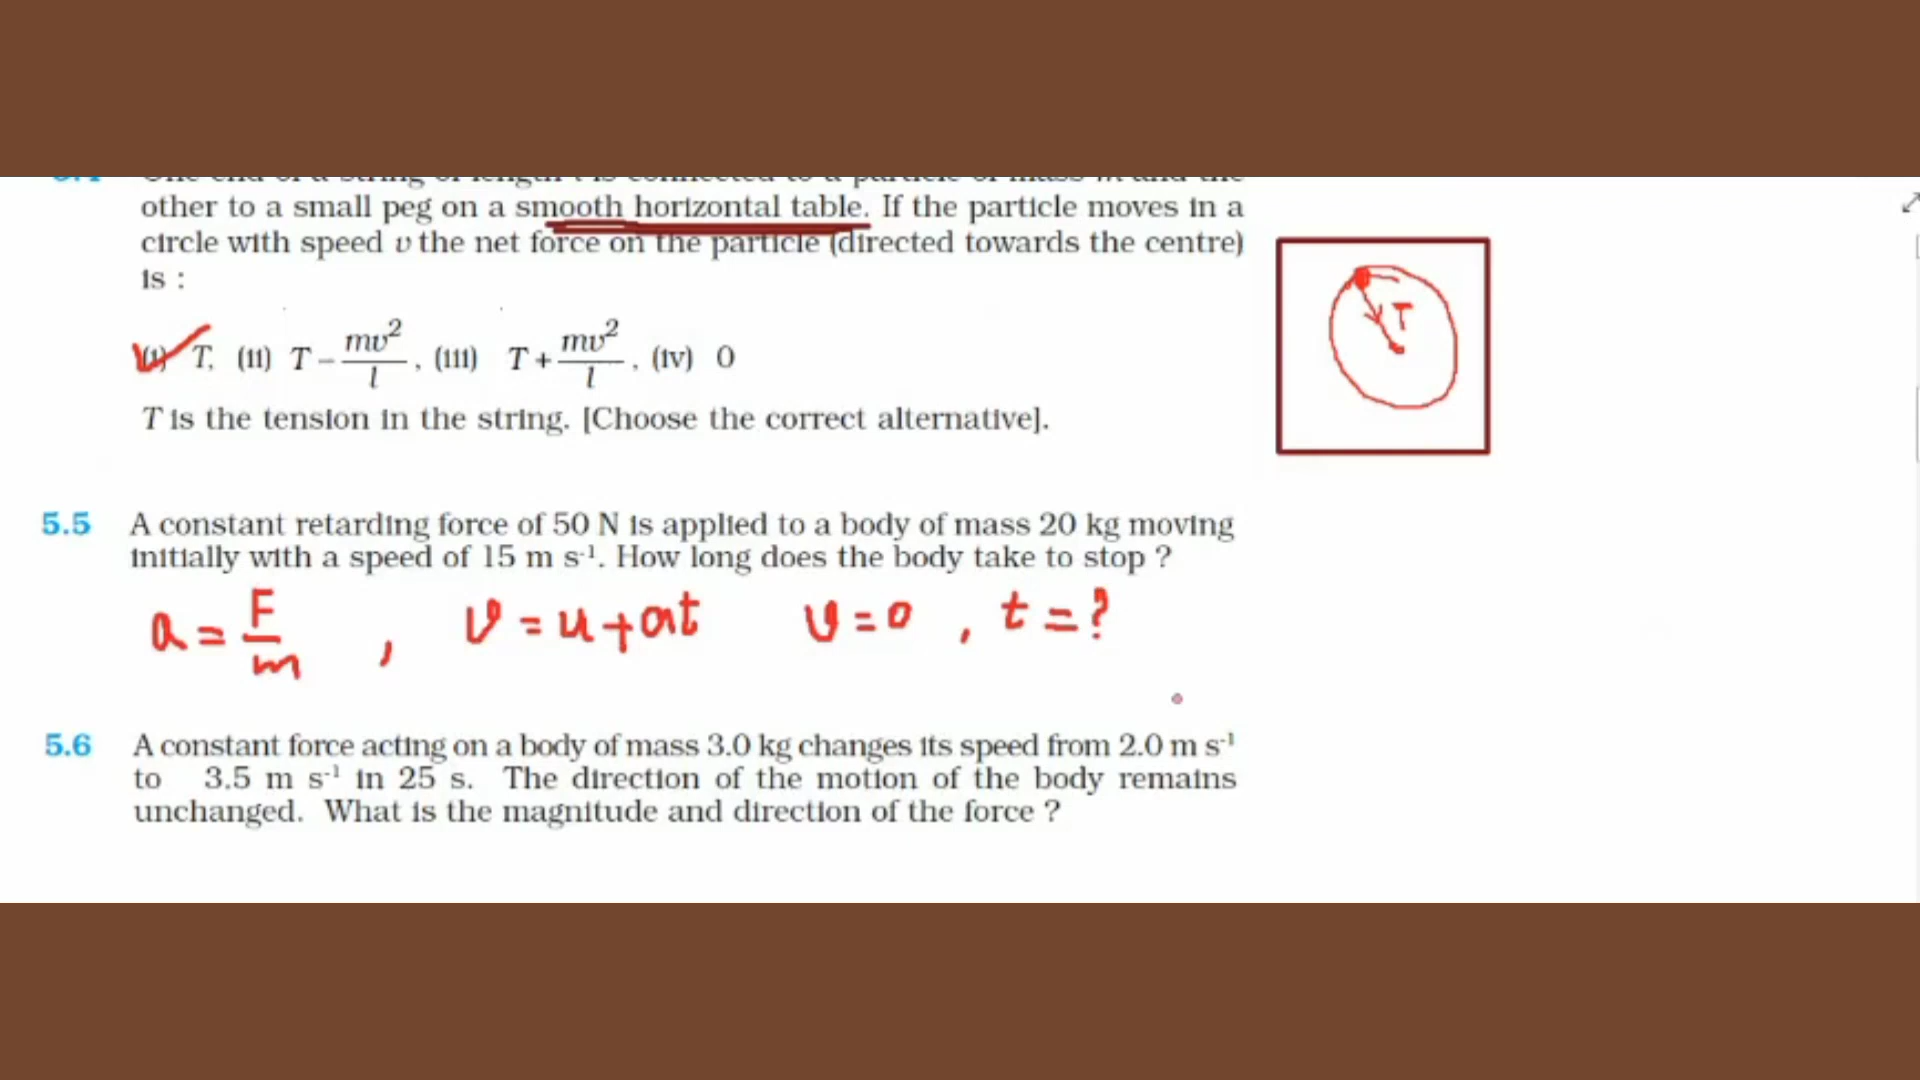 other to a small peg on a smooth horizontal table. If the particle moves in a
circle with speed v the net force on the particle (directed towards the centre)
is :
(i) T, (ii) T − mv²/l , (iii) T + mv²/l , (iv) 0
T is the tension in the string. [Choose the correct alternative].
T
5.5 A constant retarding force of 50 N is applied to a body of mass 20 kg moving
initially with a speed of 15 m s⁻¹. How long does the body take to stop ?
a = F/m , v = u + at v = 0 , t = ?
5.6 A constant force acting on a body of mass 3.0 kg changes its speed from 2.0 m s⁻¹
to 3.5 m s⁻¹ in 25 s. The direction of the motion of the body remains
unchanged. What is the magnitude and direction of the force ?